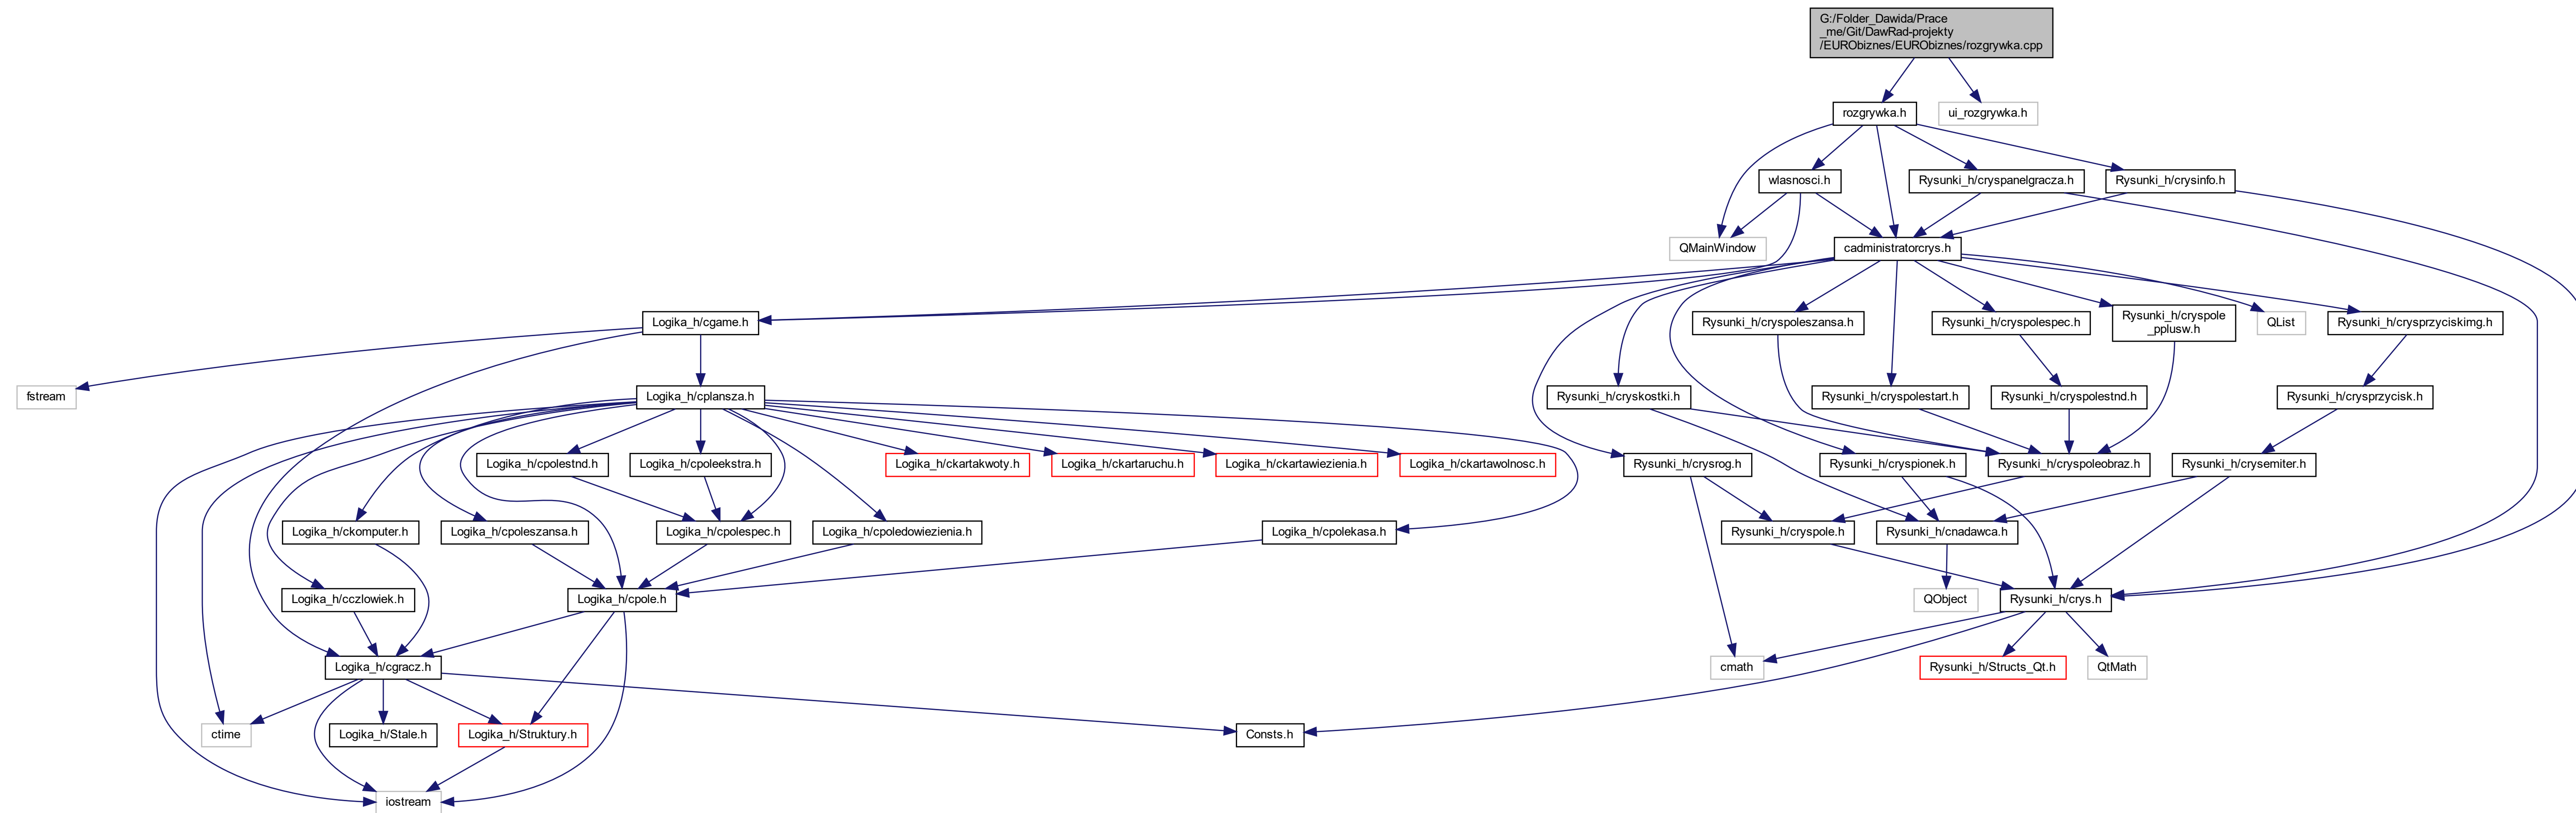 G:/Folder_Dawida/Prace
_me/Git/DawRad-projekty
/EURObiznes/EURObiznes/rozgrywka.cpp
rozgrywka.h
ui_rozgrywka.h
wlasnosci.h
Rysunki_h/cryspanelgracza.h
Rysunki_h/crysinfo.h
QMainWindow
cadministratorcrys.h
Logika_h/cgame.h
Rysunki_h/cryspoleszansa.h
Rysunki_h/cryspolespec.h
Rysunki_h/cryspole
_pplusw.h
QList
Rysunki_h/crysprzyciskimg.h
fstream
Logika_h/cplansza.h
Rysunki_h/cryskostki.h
Rysunki_h/cryspolestart.h
Rysunki_h/cryspolestnd.h
Rysunki_h/crysprzycisk.h
Logika_h/cpolestnd.h
Logika_h/cpoleekstra.h
Logika_h/ckartakwoty.h
Logika_h/ckartaruchu.h
Logika_h/ckartawiezienia.h
Logika_h/ckartawolnosc.h
Rysunki_h/crysrog.h
Rysunki_h/cryspionek.h
Rysunki_h/cryspoleobraz.h
Rysunki_h/crysemiter.h
Logika_h/ckomputer.h
Logika_h/cpoleszansa.h
Logika_h/cpolespec.h
Logika_h/cpoledowiezienia.h
Logika_h/cpolekasa.h
Rysunki_h/cryspole.h
Rysunki_h/cnadawca.h
Logika_h/cczlowiek.h
Logika_h/cpole.h
QObject
Rysunki_h/crys.h
Logika_h/cgracz.h
cmath
Rysunki_h/Structs_Qt.h
QtMath
ctime
Logika_h/Stale.h
Logika_h/Struktury.h
Consts.h
iostream